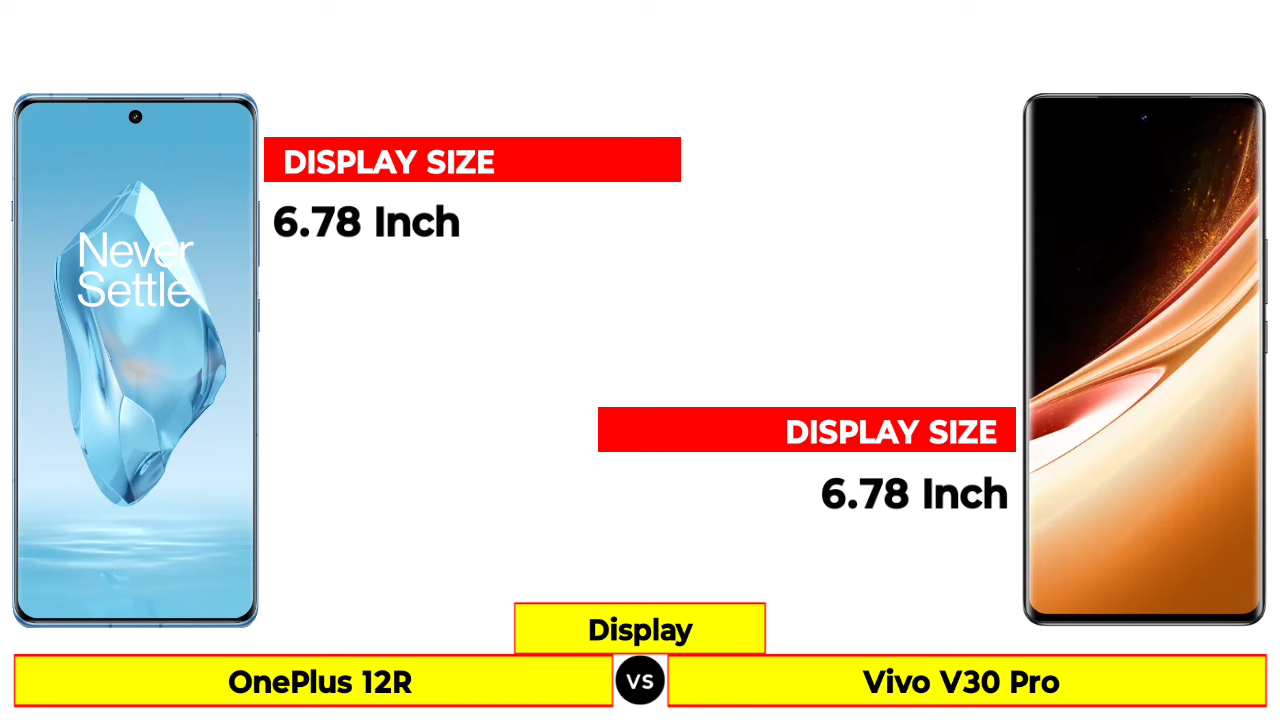 Never
Settle
DISPLAY SIZE
6.78 Inch
DISPLAY SIZE
6.78 Inch
Display
OnePlus 12R
VS
Vivo V30 Pro